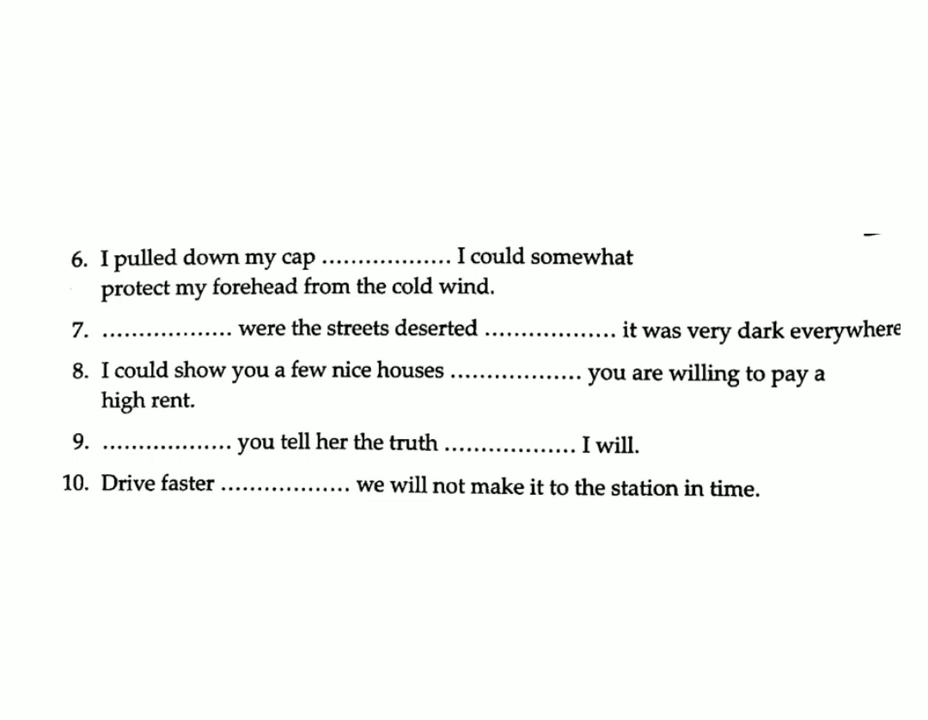 6. I pulled down my cap .................. I could somewhat
protect my forehead from the cold wind.
7. .................. were the streets deserted .................. it was very dark everywhere
8. I could show you a few nice houses .................. you are willing to pay a
high rent.
9. .................. you tell her the truth .................. I will.
10. Drive faster .................. we will not make it to the station in time.